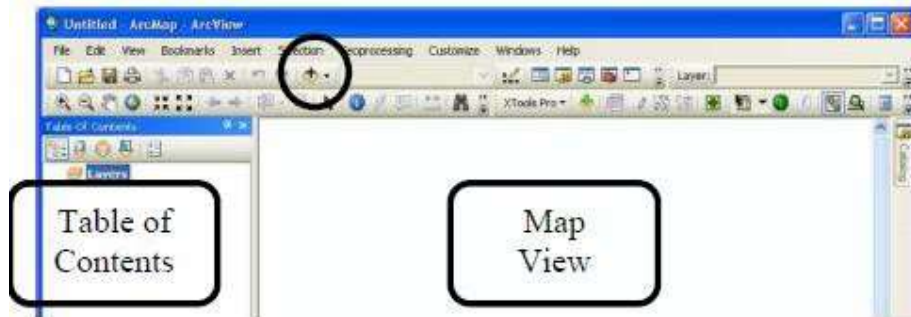 Untitled - ArcMap - ArcView
File Edit View Bookmarks Insert Selection Geoprocessing Customize Windows Help
Layer:
XTools Pro
Table Of Contents
Layers
Catalog
Table of
Contents
Map
View